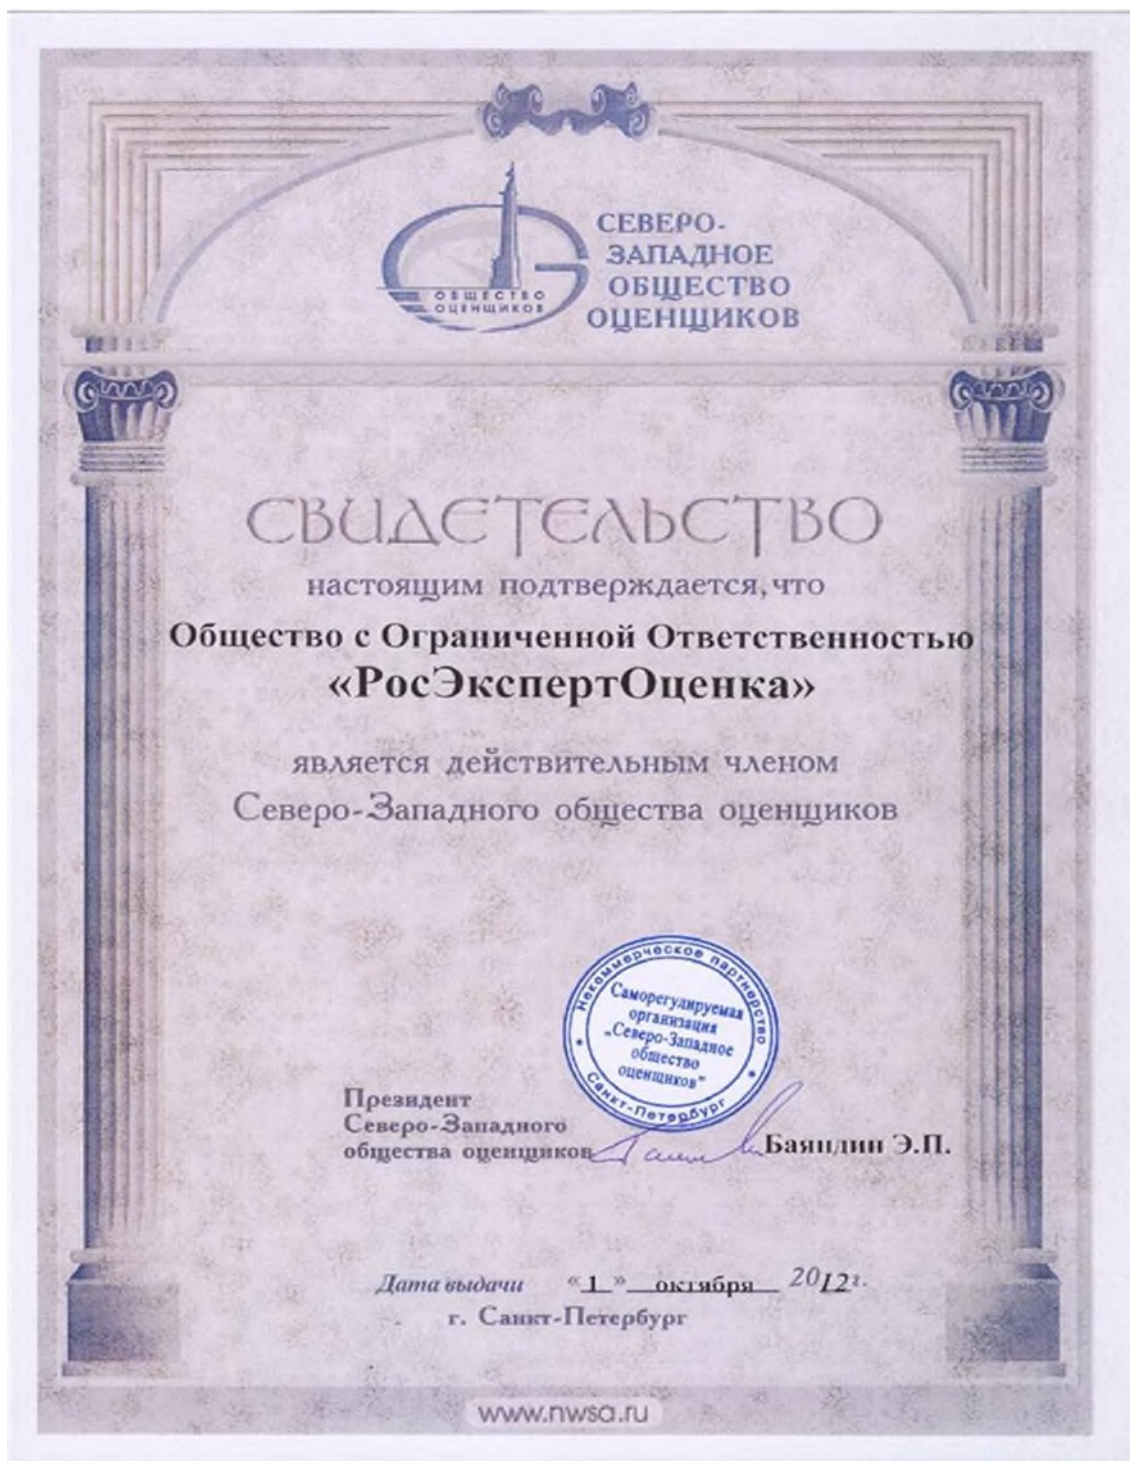 СЕВЕРО-
ЗАПАДНОЕ
ОБЩЕСТВО
ОЦЕНЩИКОВ
ОБЩЕСТВО
ОЦЕНЩИКОВ
СВИДЕТЕЛЬСТВО
настоящим подтверждается, что
Общество с Ограниченной Ответственностью
«РосЭкспертОценка»
является действительным членом
Северо-Западного общества оценщиков
Некоммерческое партнерство
Саморегулируемая
организация
„Северо-Западное
общество
оценщиков"
Санкт-Петербург
Президент
Северо-Западного
общества оценщиков
Баяндин Э.П.
Дата выдачи « 1 » октября 2012 г.
г. Санкт-Петербург
www.nwsa.ru